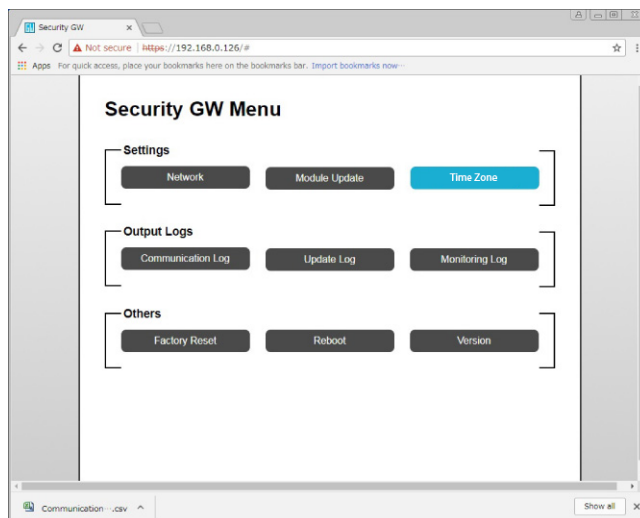 Security GW
Not secure | https://192.168.0.126/#
Apps For quick access, place your bookmarks here on the bookmarks bar. Import bookmarks now...
Security GW Menu
Settings
Network Module Update Time Zone
Output Logs
Communication Log Update Log Monitoring Log
Others
Factory Reset Reboot Version
Communication-....csv Show all